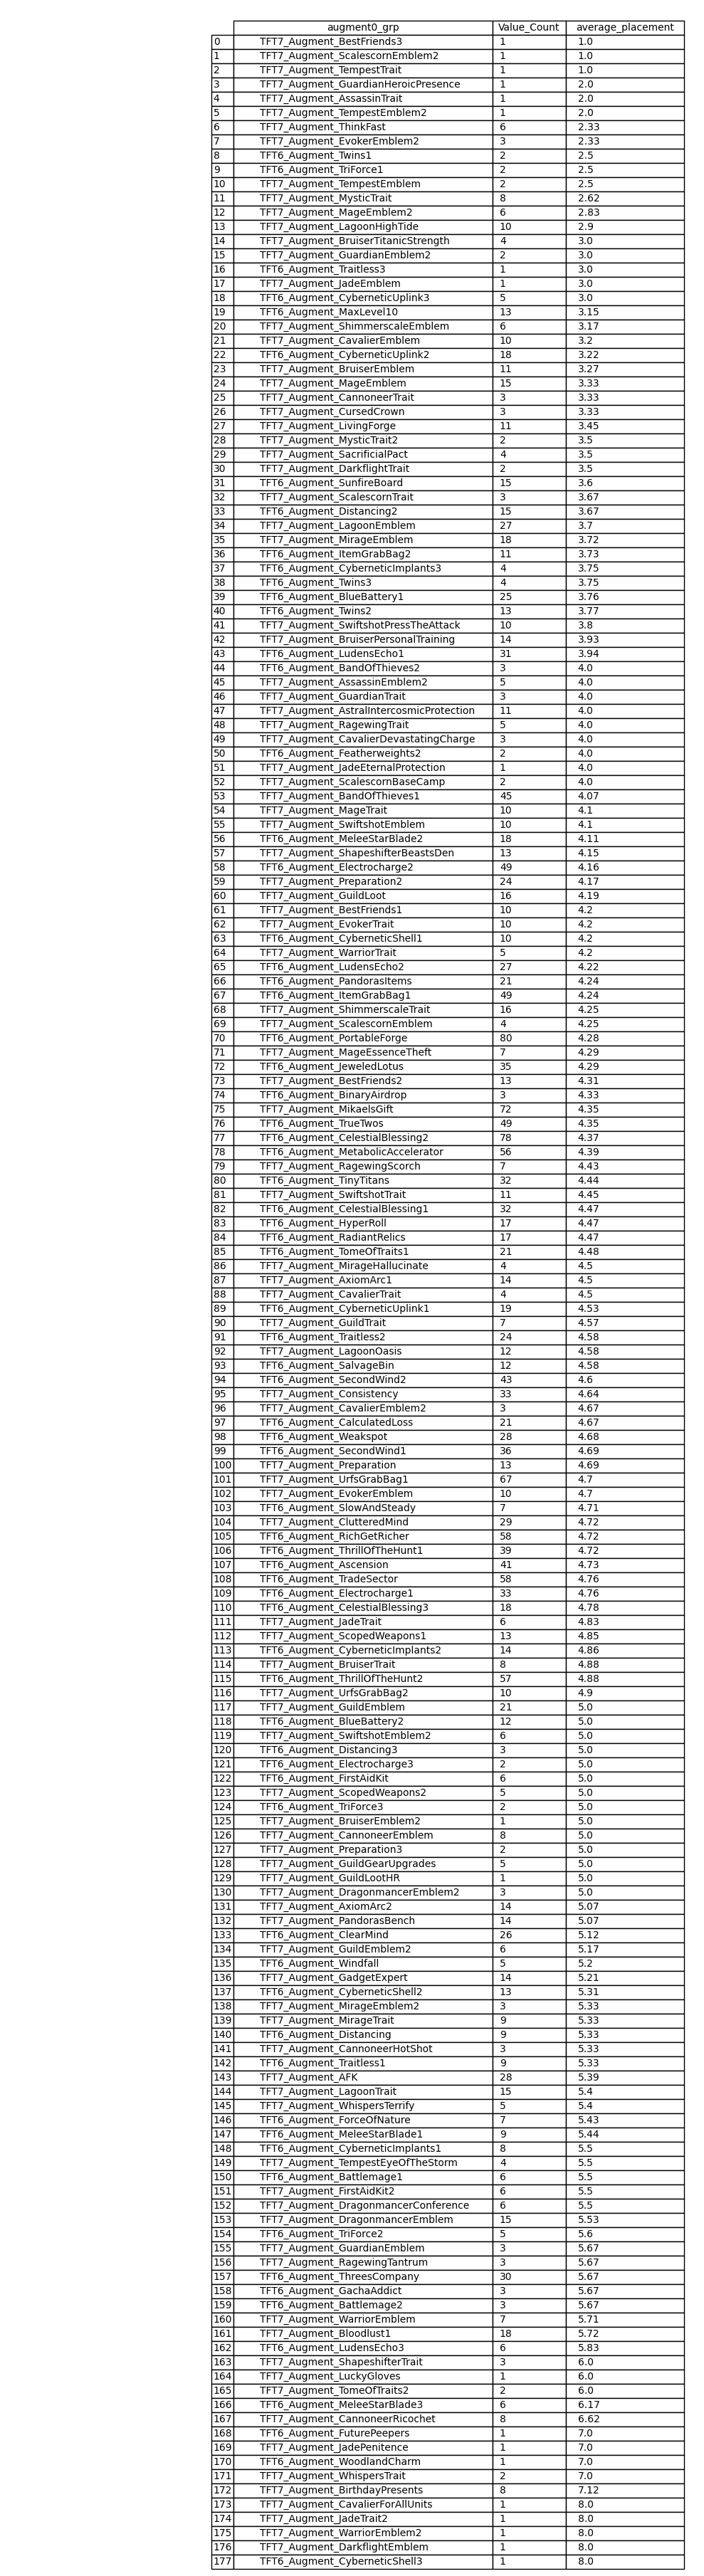 augment0_grp Value_Count average_placement
0 TFT7_Augment_BestFriends3 1 1.0
1 TFT7_Augment_ScalescornEmblem2 1 1.0
2 TFT7_Augment_TempestTrait 1 1.0
3 TFT7_Augment_GuardianHeroicPresence 1 2.0
4 TFT7_Augment_AssassinTrait 1 2.0
5 TFT7_Augment_TempestEmblem2 1 2.0
6 TFT7_Augment_ThinkFast 6 2.33
7 TFT7_Augment_EvokerEmblem2 3 2.33
8 TFT6_Augment_Twins1 2 2.5
9 TFT6_Augment_TriForce1 2 2.5
10 TFT7_Augment_TempestEmblem 2 2.5
11 TFT7_Augment_MysticTrait 8 2.62
12 TFT7_Augment_MageEmblem2 6 2.83
13 TFT7_Augment_LagoonHighTide 10 2.9
14 TFT7_Augment_BruiserTitanicStrength 4 3.0
15 TFT7_Augment_GuardianEmblem2 2 3.0
16 TFT6_Augment_Traitless3 1 3.0
17 TFT7_Augment_JadeEmblem 1 3.0
18 TFT6_Augment_CyberneticUplink3 5 3.0
19 TFT6_Augment_MaxLevel10 13 3.15
20 TFT7_Augment_ShimmerscaleEmblem 6 3.17
21 TFT7_Augment_CavalierEmblem 10 3.2
22 TFT6_Augment_CyberneticUplink2 18 3.22
23 TFT7_Augment_BruiserEmblem 11 3.27
24 TFT7_Augment_MageEmblem 15 3.33
25 TFT7_Augment_CannoneerTrait 3 3.33
26 TFT7_Augment_CursedCrown 3 3.33
27 TFT7_Augment_LivingForge 11 3.45
28 TFT7_Augment_MysticTrait2 2 3.5
29 TFT7_Augment_SacrificialPact 4 3.5
30 TFT7_Augment_DarkflightTrait 2 3.5
31 TFT6_Augment_SunfireBoard 15 3.6
32 TFT7_Augment_ScalescornTrait 3 3.67
33 TFT6_Augment_Distancing2 15 3.67
34 TFT7_Augment_LagoonEmblem 27 3.7
35 TFT7_Augment_MirageEmblem 18 3.72
36 TFT6_Augment_ItemGrabBag2 11 3.73
37 TFT6_Augment_CyberneticImplants3 4 3.75
38 TFT6_Augment_Twins3 4 3.75
39 TFT6_Augment_BlueBattery1 25 3.76
40 TFT6_Augment_Twins2 13 3.77
41 TFT7_Augment_SwiftshotPressTheAttack 10 3.8
42 TFT7_Augment_BruiserPersonalTraining 14 3.93
43 TFT6_Augment_LudensEcho1 31 3.94
44 TFT6_Augment_BandOfThieves2 3 4.0
45 TFT7_Augment_AssassinEmblem2 5 4.0
46 TFT7_Augment_GuardianTrait 3 4.0
47 TFT7_Augment_AstralIntercosmicProtection 11 4.0
48 TFT7_Augment_RagewingTrait 5 4.0
49 TFT7_Augment_CavalierDevastatingCharge 3 4.0
50 TFT6_Augment_Featherweights2 2 4.0
51 TFT7_Augment_JadeEternalProtection 1 4.0
52 TFT7_Augment_ScalescornBaseCamp 2 4.0
53 TFT7_Augment_BandOfThieves1 45 4.07
54 TFT7_Augment_MageTrait 10 4.1
55 TFT7_Augment_SwiftshotEmblem 10 4.1
56 TFT6_Augment_MeleeStarBlade2 18 4.11
57 TFT7_Augment_ShapeshifterBeastsDen 13 4.15
58 TFT6_Augment_Electrocharge2 49 4.16
59 TFT7_Augment_Preparation2 24 4.17
60 TFT7_Augment_GuildLoot 16 4.19
61 TFT7_Augment_BestFriends1 10 4.2
62 TFT7_Augment_EvokerTrait 10 4.2
63 TFT6_Augment_CyberneticShell1 10 4.2
64 TFT7_Augment_WarriorTrait 5 4.2
65 TFT6_Augment_LudensEcho2 27 4.22
66 TFT6_Augment_PandorasItems 21 4.24
67 TFT6_Augment_ItemGrabBag1 49 4.24
68 TFT7_Augment_ShimmerscaleTrait 16 4.25
69 TFT7_Augment_ScalescornEmblem 4 4.25
70 TFT6_Augment_PortableForge 80 4.28
71 TFT7_Augment_MageEssenceTheft 7 4.29
72 TFT6_Augment_JeweledLotus 35 4.29
73 TFT7_Augment_BestFriends2 13 4.31
74 TFT6_Augment_BinaryAirdrop 3 4.33
75 TFT7_Augment_MikaelsGift 72 4.35
76 TFT6_Augment_TrueTwos 49 4.35
77 TFT6_Augment_CelestialBlessing2 78 4.37
78 TFT6_Augment_MetabolicAccelerator 56 4.39
79 TFT7_Augment_RagewingScorch 7 4.43
80 TFT6_Augment_TinyTitans 32 4.44
81 TFT7_Augment_SwiftshotTrait 11 4.45
82 TFT6_Augment_CelestialBlessing1 32 4.47
83 TFT6_Augment_HyperRoll 17 4.47
84 TFT6_Augment_RadiantRelics 17 4.47
85 TFT6_Augment_TomeOfTraits1 21 4.48
86 TFT7_Augment_MirageHallucinate 4 4.5
87 TFT7_Augment_AxiomArc1 14 4.5
88 TFT7_Augment_CavalierTrait 4 4.5
89 TFT6_Augment_CyberneticUplink1 19 4.53
90 TFT7_Augment_GuildTrait 7 4.57
91 TFT6_Augment_Traitless2 24 4.58
92 TFT7_Augment_LagoonOasis 12 4.58
93 TFT6_Augment_SalvageBin 12 4.58
94 TFT6_Augment_SecondWind2 43 4.6
95 TFT7_Augment_Consistency 33 4.64
96 TFT7_Augment_CavalierEmblem2 3 4.67
97 TFT6_Augment_CalculatedLoss 21 4.67
98 TFT6_Augment_Weakspot 28 4.68
99 TFT6_Augment_SecondWind1 36 4.69
100 TFT7_Augment_Preparation 13 4.69
101 TFT7_Augment_UrfsGrabBag1 67 4.7
102 TFT7_Augment_EvokerEmblem 10 4.7
103 TFT6_Augment_SlowAndSteady 7 4.71
104 TFT7_Augment_ClutteredMind 29 4.72
105 TFT6_Augment_RichGetRicher 58 4.72
106 TFT6_Augment_ThrillOfTheHunt1 39 4.72
107 TFT6_Augment_Ascension 41 4.73
108 TFT6_Augment_TradeSector 58 4.76
109 TFT6_Augment_Electrocharge1 33 4.76
110 TFT6_Augment_CelestialBlessing3 18 4.78
111 TFT7_Augment_JadeTrait 6 4.83
112 TFT7_Augment_ScopedWeapons1 13 4.85
113 TFT6_Augment_CyberneticImplants2 14 4.86
114 TFT7_Augment_BruiserTrait 8 4.88
115 TFT6_Augment_ThrillOfTheHunt2 57 4.88
116 TFT7_Augment_UrfsGrabBag2 10 4.9
117 TFT7_Augment_GuildEmblem 21 5.0
118 TFT6_Augment_BlueBattery2 12 5.0
119 TFT7_Augment_SwiftshotEmblem2 6 5.0
120 TFT6_Augment_Distancing3 3 5.0
121 TFT6_Augment_Electrocharge3 2 5.0
122 TFT6_Augment_FirstAidKit 6 5.0
123 TFT7_Augment_ScopedWeapons2 5 5.0
124 TFT6_Augment_TriForce3 2 5.0
125 TFT7_Augment_BruiserEmblem2 1 5.0
126 TFT7_Augment_CannoneerEmblem 8 5.0
127 TFT7_Augment_Preparation3 2 5.0
128 TFT7_Augment_GuildGearUpgrades 5 5.0
129 TFT7_Augment_GuildLootHR 1 5.0
130 TFT7_Augment_DragonmancerEmblem2 3 5.0
131 TFT7_Augment_AxiomArc2 14 5.07
132 TFT7_Augment_PandorasBench 14 5.07
133 TFT6_Augment_ClearMind 26 5.12
134 TFT7_Augment_GuildEmblem2 6 5.17
135 TFT6_Augment_Windfall 5 5.2
136 TFT7_Augment_GadgetExpert 14 5.21
137 TFT6_Augment_CyberneticShell2 13 5.31
138 TFT7_Augment_MirageEmblem2 3 5.33
139 TFT7_Augment_MirageTrait 9 5.33
140 TFT6_Augment_Distancing 9 5.33
141 TFT7_Augment_CannoneerHotShot 3 5.33
142 TFT6_Augment_Traitless1 9 5.33
143 TFT7_Augment_AFK 28 5.39
144 TFT7_Augment_LagoonTrait 15 5.4
145 TFT7_Augment_WhispersTerrify 5 5.4
146 TFT6_Augment_ForceOfNature 7 5.43
147 TFT6_Augment_MeleeStarBlade1 9 5.44
148 TFT6_Augment_CyberneticImplants1 8 5.5
149 TFT7_Augment_TempestEyeOfTheStorm 4 5.5
150 TFT6_Augment_Battlemage1 6 5.5
151 TFT7_Augment_FirstAidKit2 6 5.5
152 TFT7_Augment_DragonmancerConference 6 5.5
153 TFT7_Augment_DragonmancerEmblem 15 5.53
154 TFT6_Augment_TriForce2 5 5.6
155 TFT7_Augment_GuardianEmblem 3 5.67
156 TFT7_Augment_RagewingTantrum 3 5.67
157 TFT6_Augment_ThreesCompany 30 5.67
158 TFT6_Augment_GachaAddict 3 5.67
159 TFT6_Augment_Battlemage2 3 5.67
160 TFT7_Augment_WarriorEmblem 7 5.71
161 TFT7_Augment_Bloodlust1 18 5.72
162 TFT6_Augment_LudensEcho3 6 5.83
163 TFT7_Augment_ShapeshifterTrait 3 6.0
164 TFT7_Augment_LuckyGloves 1 6.0
165 TFT7_Augment_TomeOfTraits2 2 6.0
166 TFT6_Augment_MeleeStarBlade3 6 6.17
167 TFT7_Augment_CannoneerRicochet 8 6.62
168 TFT7_Augment_FuturePeepers 1 7.0
169 TFT7_Augment_JadePenitence 1 7.0
170 TFT6_Augment_WoodlandCharm 1 7.0
171 TFT7_Augment_WhispersTrait 2 7.0
172 TFT7_Augment_BirthdayPresents 8 7.12
173 TFT7_Augment_CavalierForAllUnits 1 8.0
174 TFT7_Augment_JadeTrait2 1 8.0
175 TFT7_Augment_WarriorEmblem2 1 8.0
176 TFT7_Augment_DarkflightEmblem 1 8.0
177 TFT6_Augment_CyberneticShell3 1 8.0